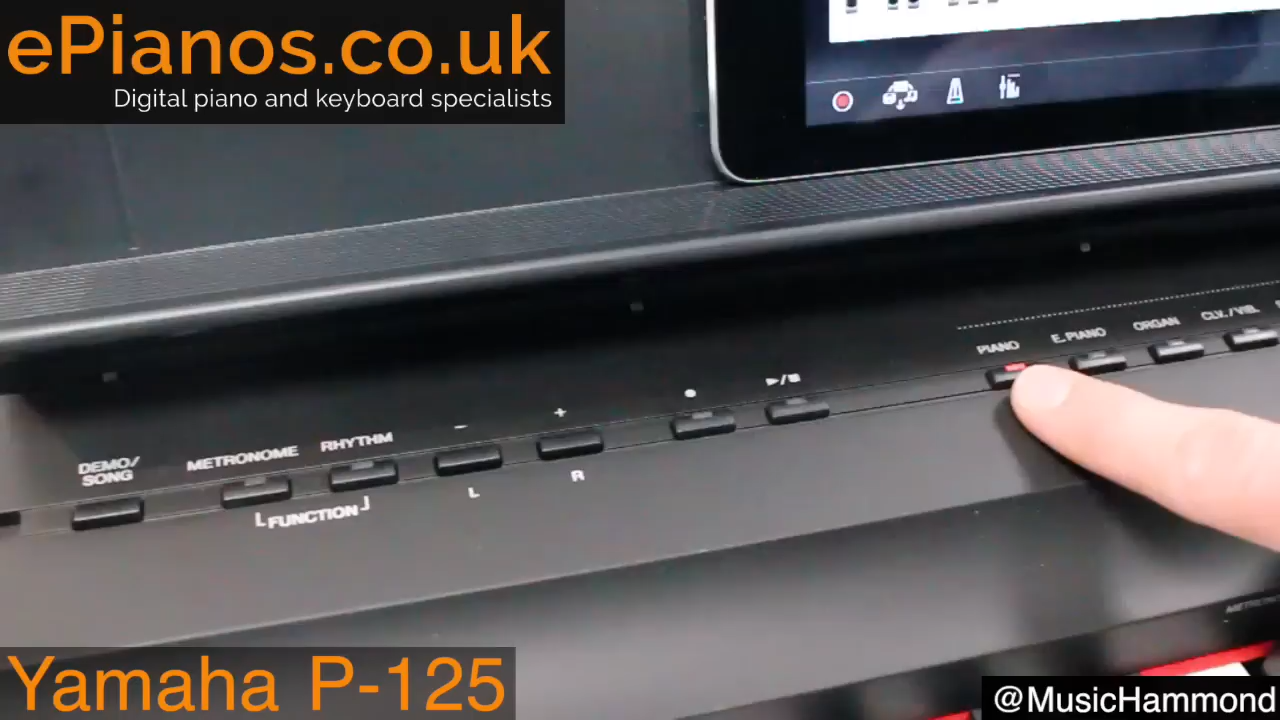 ePianos.co.uk
Digital piano and keyboard specialists
PIANO
E. PIANO
ORGAN
CLV. / VIB.
+
-
●
►/■
DEMO/
SONG
METRONOME
RHYTHM
└ FUNCTION ┘
L
R
Yamaha P-125
@MusicHammond